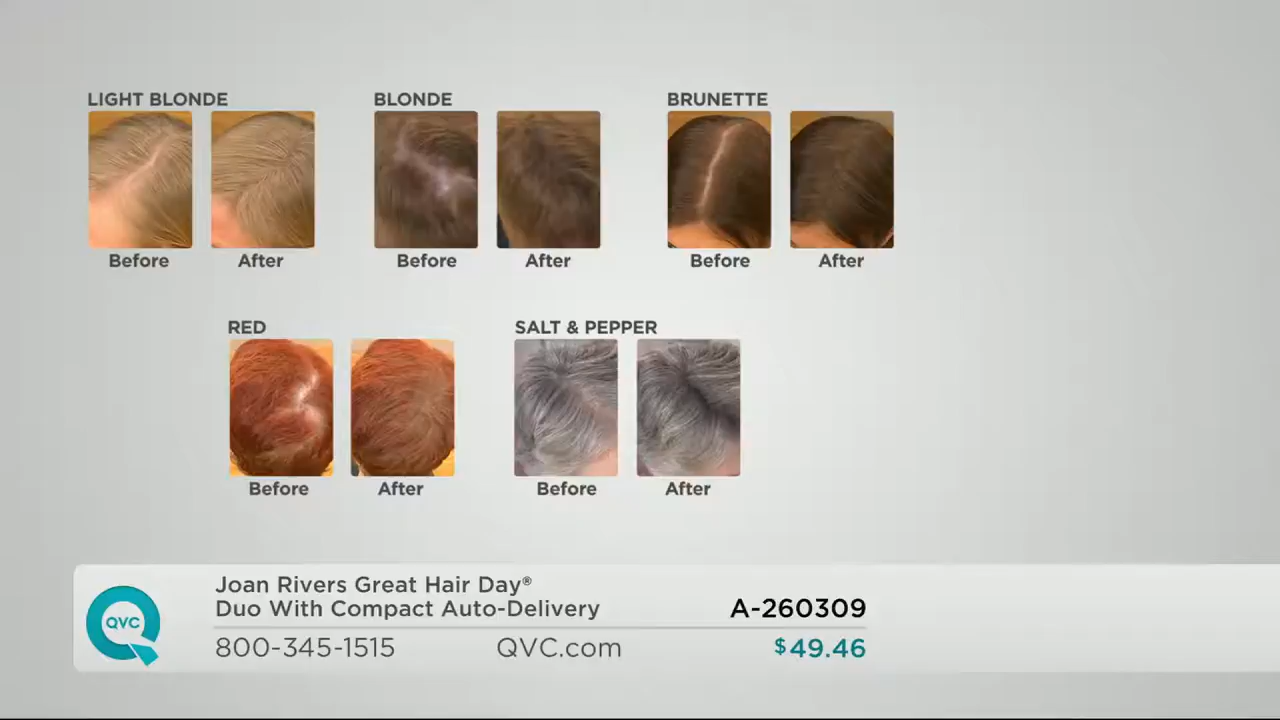 LIGHT BLONDE
BLONDE
BRUNETTE
Before
After
Before
After
Before
After
RED
SALT & PEPPER
Before
After
Before
After
QVC
Joan Rivers Great Hair Day®
Duo With Compact Auto-Delivery
A-260309
800-345-1515
QVC.com
$49.46